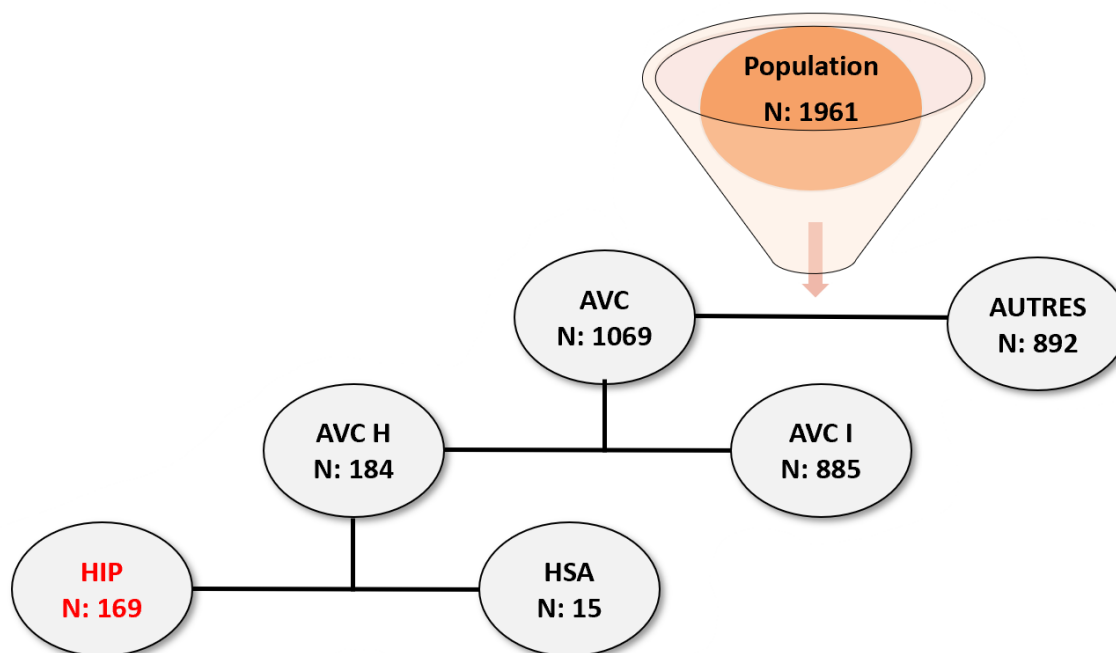 Population
N: 1961
AVC
N: 1069
AUTRES
N: 892
AVC H
N: 184
AVC I
N: 885
HIP
N: 169
HSA
N: 15